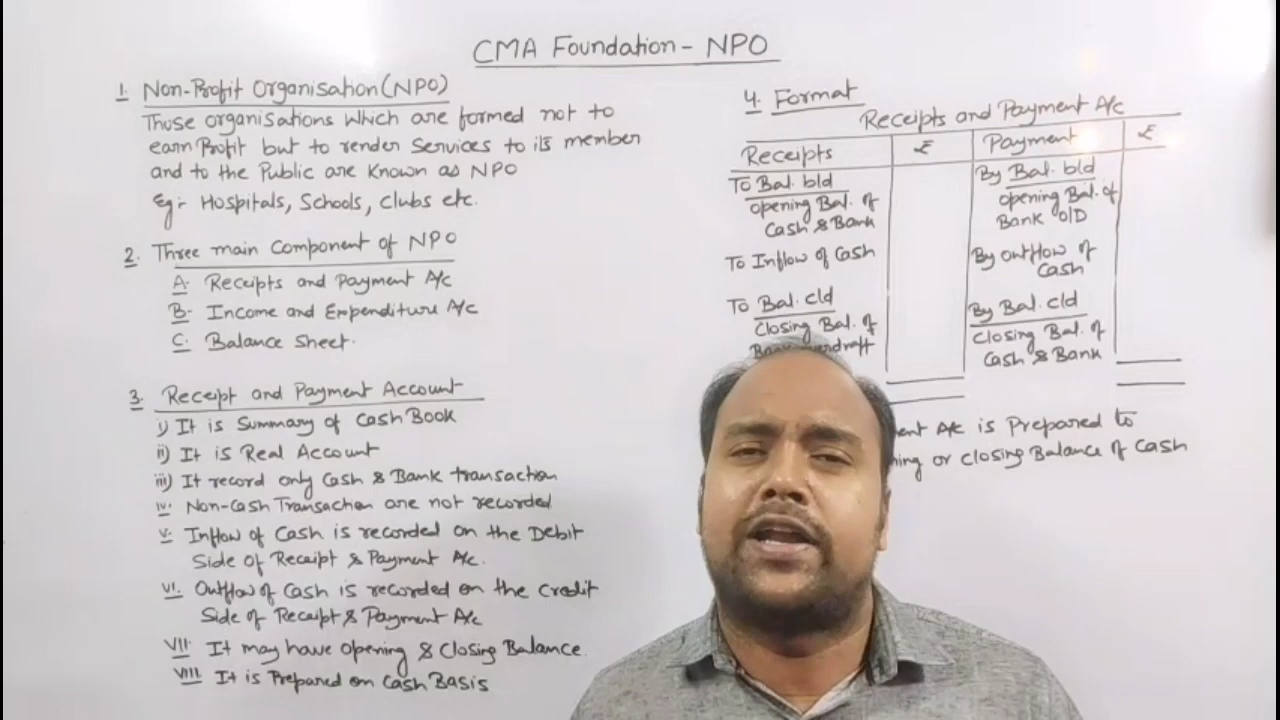 CMA Foundation - NPO
1. Non-Profit Organisation (NPO)
Those organisations which are formed not to
earn Profit but to render Services to its member
and to the Public are Known as NPO
Eg:- Hospitals, Schools, Clubs etc.
2. Three main Component of NPO
A. Receipts and Payment A/c
B. Income and Expenditure A/c
C. Balance Sheet.
3. Receipt and Payment Account
i) It is Summary of Cash Book
ii) It is Real Account
iii) It record only Cash & Bank transaction
iv. Non-Cash Transaction are not recorded
v. Inflow of Cash is recorded on the Debit
Side of Receipt & Payment A/c.
VI. Outflow of Cash is recorded on the Credit
Side of Receipt & Payment A/c
VII. It may have opening & Closing Balance.
VIII. It is Prepared on Cash Basis
4. Format
Receipts and Payment A/c
Receipts ₹ Payment ₹
To Bal. b/d
opening Bal. of
Cash & Bank
To Inflow of Cash
To Bal. c/d
Closing Bal. of
By Bal. b/d
opening Bal. of
Bank O/D
By outflow of
Cash
By Bal. c/d
Closing Bal. of
Cash & Bank
A/c is Prepared to
or Closing Balance of Cash